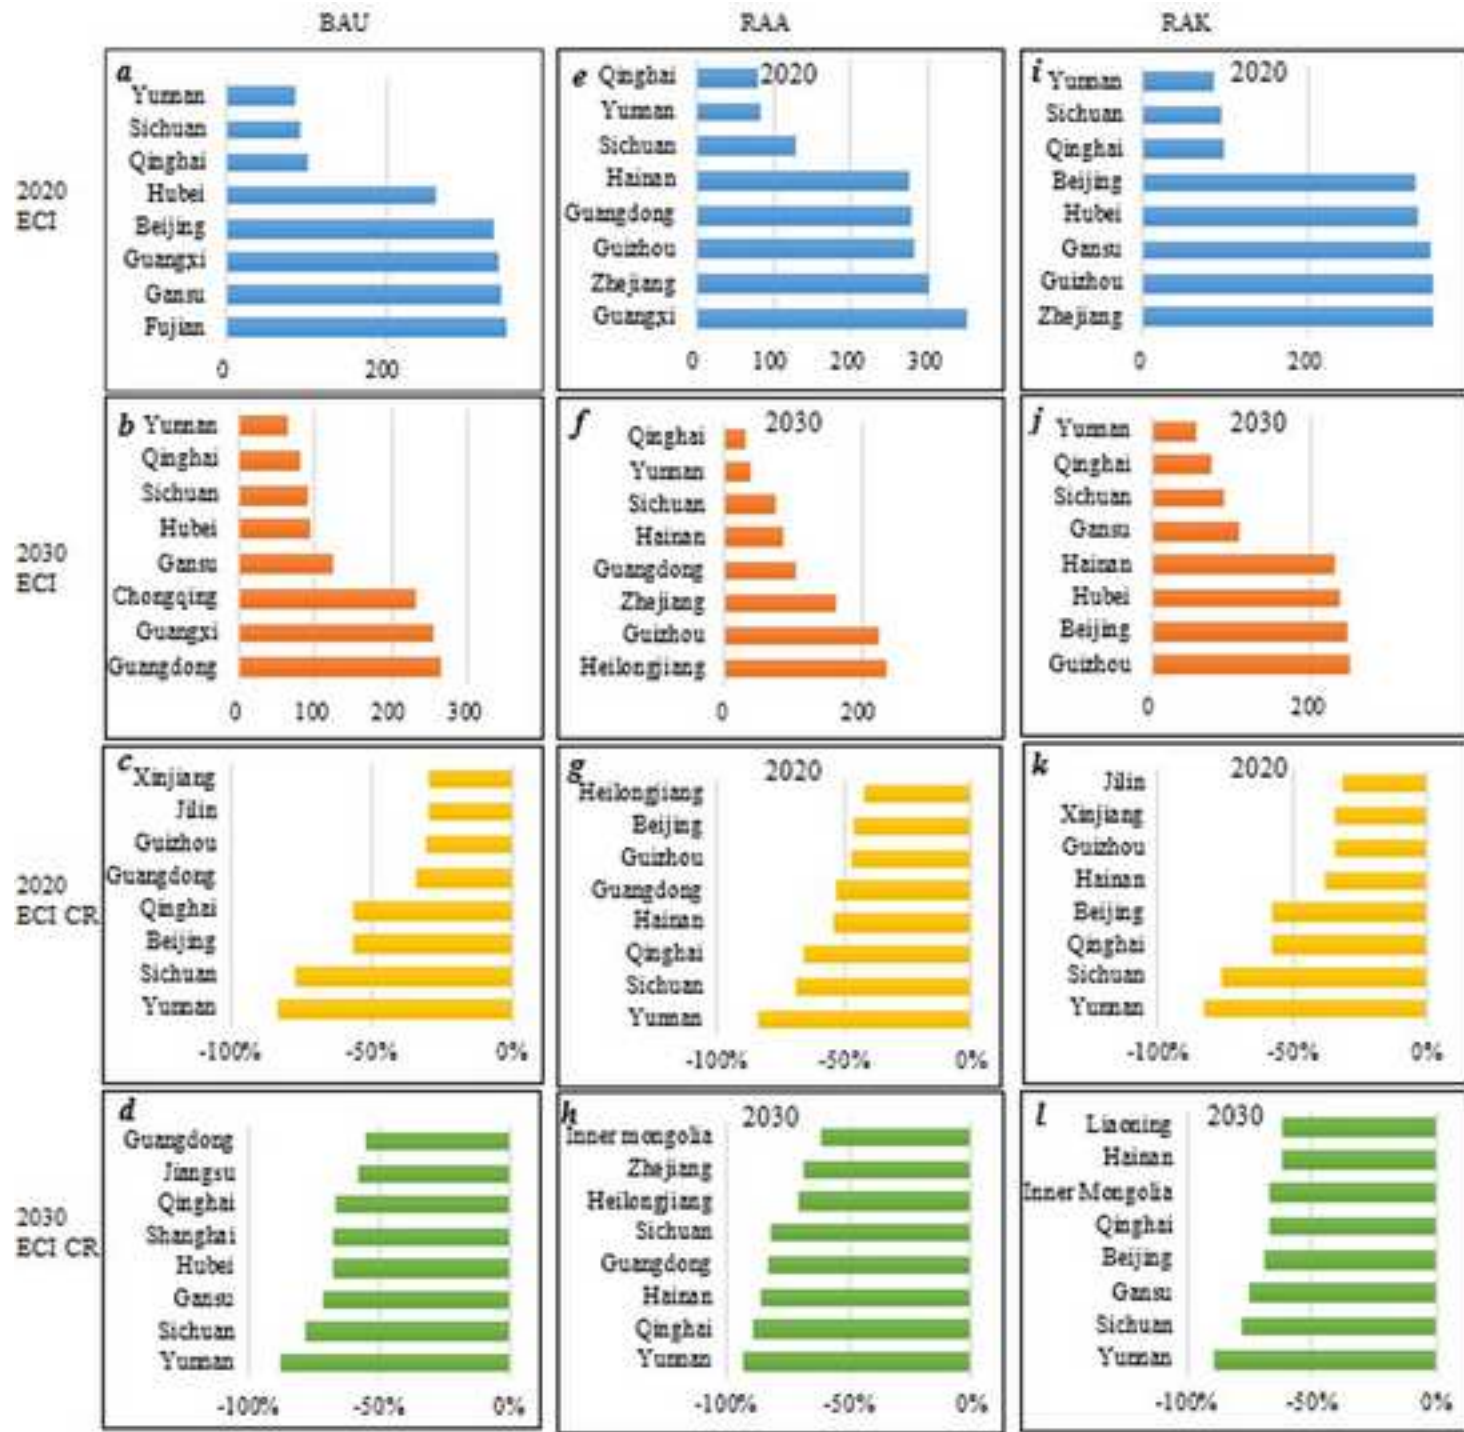 BAU
RAA
RAK
2020
ECI
a
Yunnan
Sichuan
Qinghai
Hubei
Beijing
Guangxi
Gansu
Fujian
0 200
e
2020
Qinghai
Yunnan
Sichuan
Hainan
Guangdong
Guizhou
Zhejiang
Guangxi
0 100 200 300
i
2020
Yunnan
Sichuan
Qinghai
Beijing
Hubei
Gansu
Guizhou
Zhejiang
0 200
2030
ECI
b
Yunnan
Qinghai
Sichuan
Hubei
Gansu
Chongqing
Guangxi
Guangdong
0 100 200 300
f
2030
Qinghai
Yunnan
Sichuan
Hainan
Guangdong
Zhejiang
Guizhou
Heilongjiang
0 200
j
2030
Yunnan
Qinghai
Sichuan
Gansu
Hainan
Hubei
Beijing
Guizhou
0 200
2020
ECI CR
c
Xinjiang
Jilin
Guizhou
Guangdong
Qinghai
Beijing
Sichuan
Yunnan
-100% -50% 0%
g
2020
Heilongjiang
Beijing
Guizhou
Guangdong
Hainan
Qinghai
Sichuan
Yunnan
-100% -50% 0%
k
2020
Jilin
Xinjiang
Guizhou
Hainan
Beijing
Qinghai
Sichuan
Yunnan
-100% -50% 0%
2030
ECI CR
d
Guangdong
Jiangsu
Qinghai
Shanghai
Hubei
Gansu
Sichuan
Yunnan
-100% -50% 0%
h
2030
Inner mongolia
Zhejiang
Heilongjiang
Sichuan
Guangdong
Hainan
Qinghai
Yunnan
-100% -50% 0%
l
2030
Liaoning
Hainan
Inner Mongolia
Qinghai
Beijing
Gansu
Sichuan
Yunnan
-100% -50% 0%